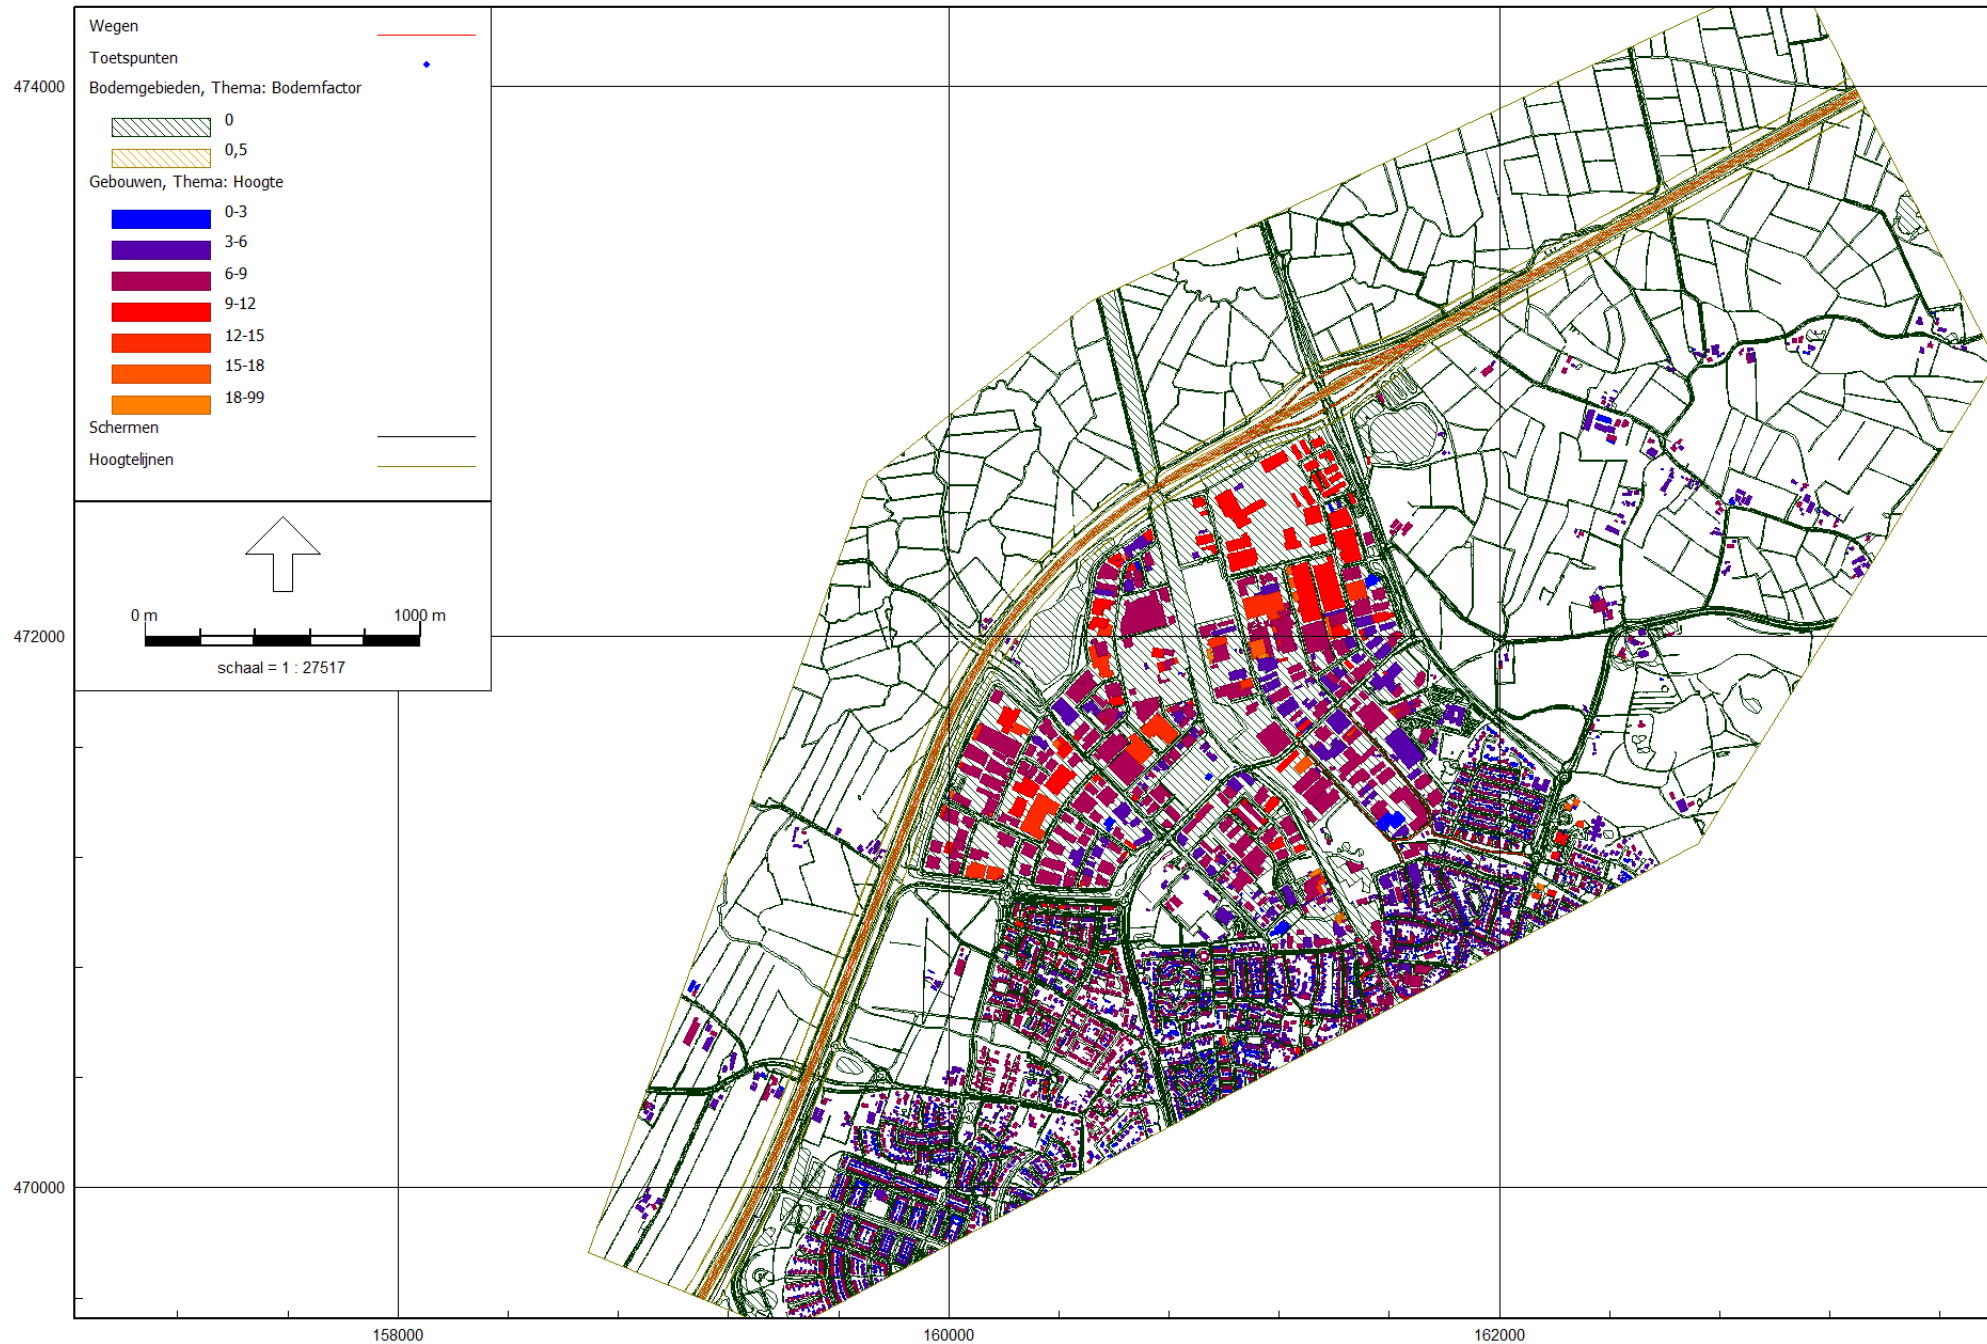 Wegen
Toetspunten
Bodemgebieden, Thema: Bodemfactor
0
0,5
Gebouwen, Thema: Hoogte
0-3
3-6
6-9
9-12
12-15
15-18
18-99
Schermen
Hoogtelijnen
0 m 1000 m
schaal = 1 : 27517
474000
472000
470000
158000 160000 162000